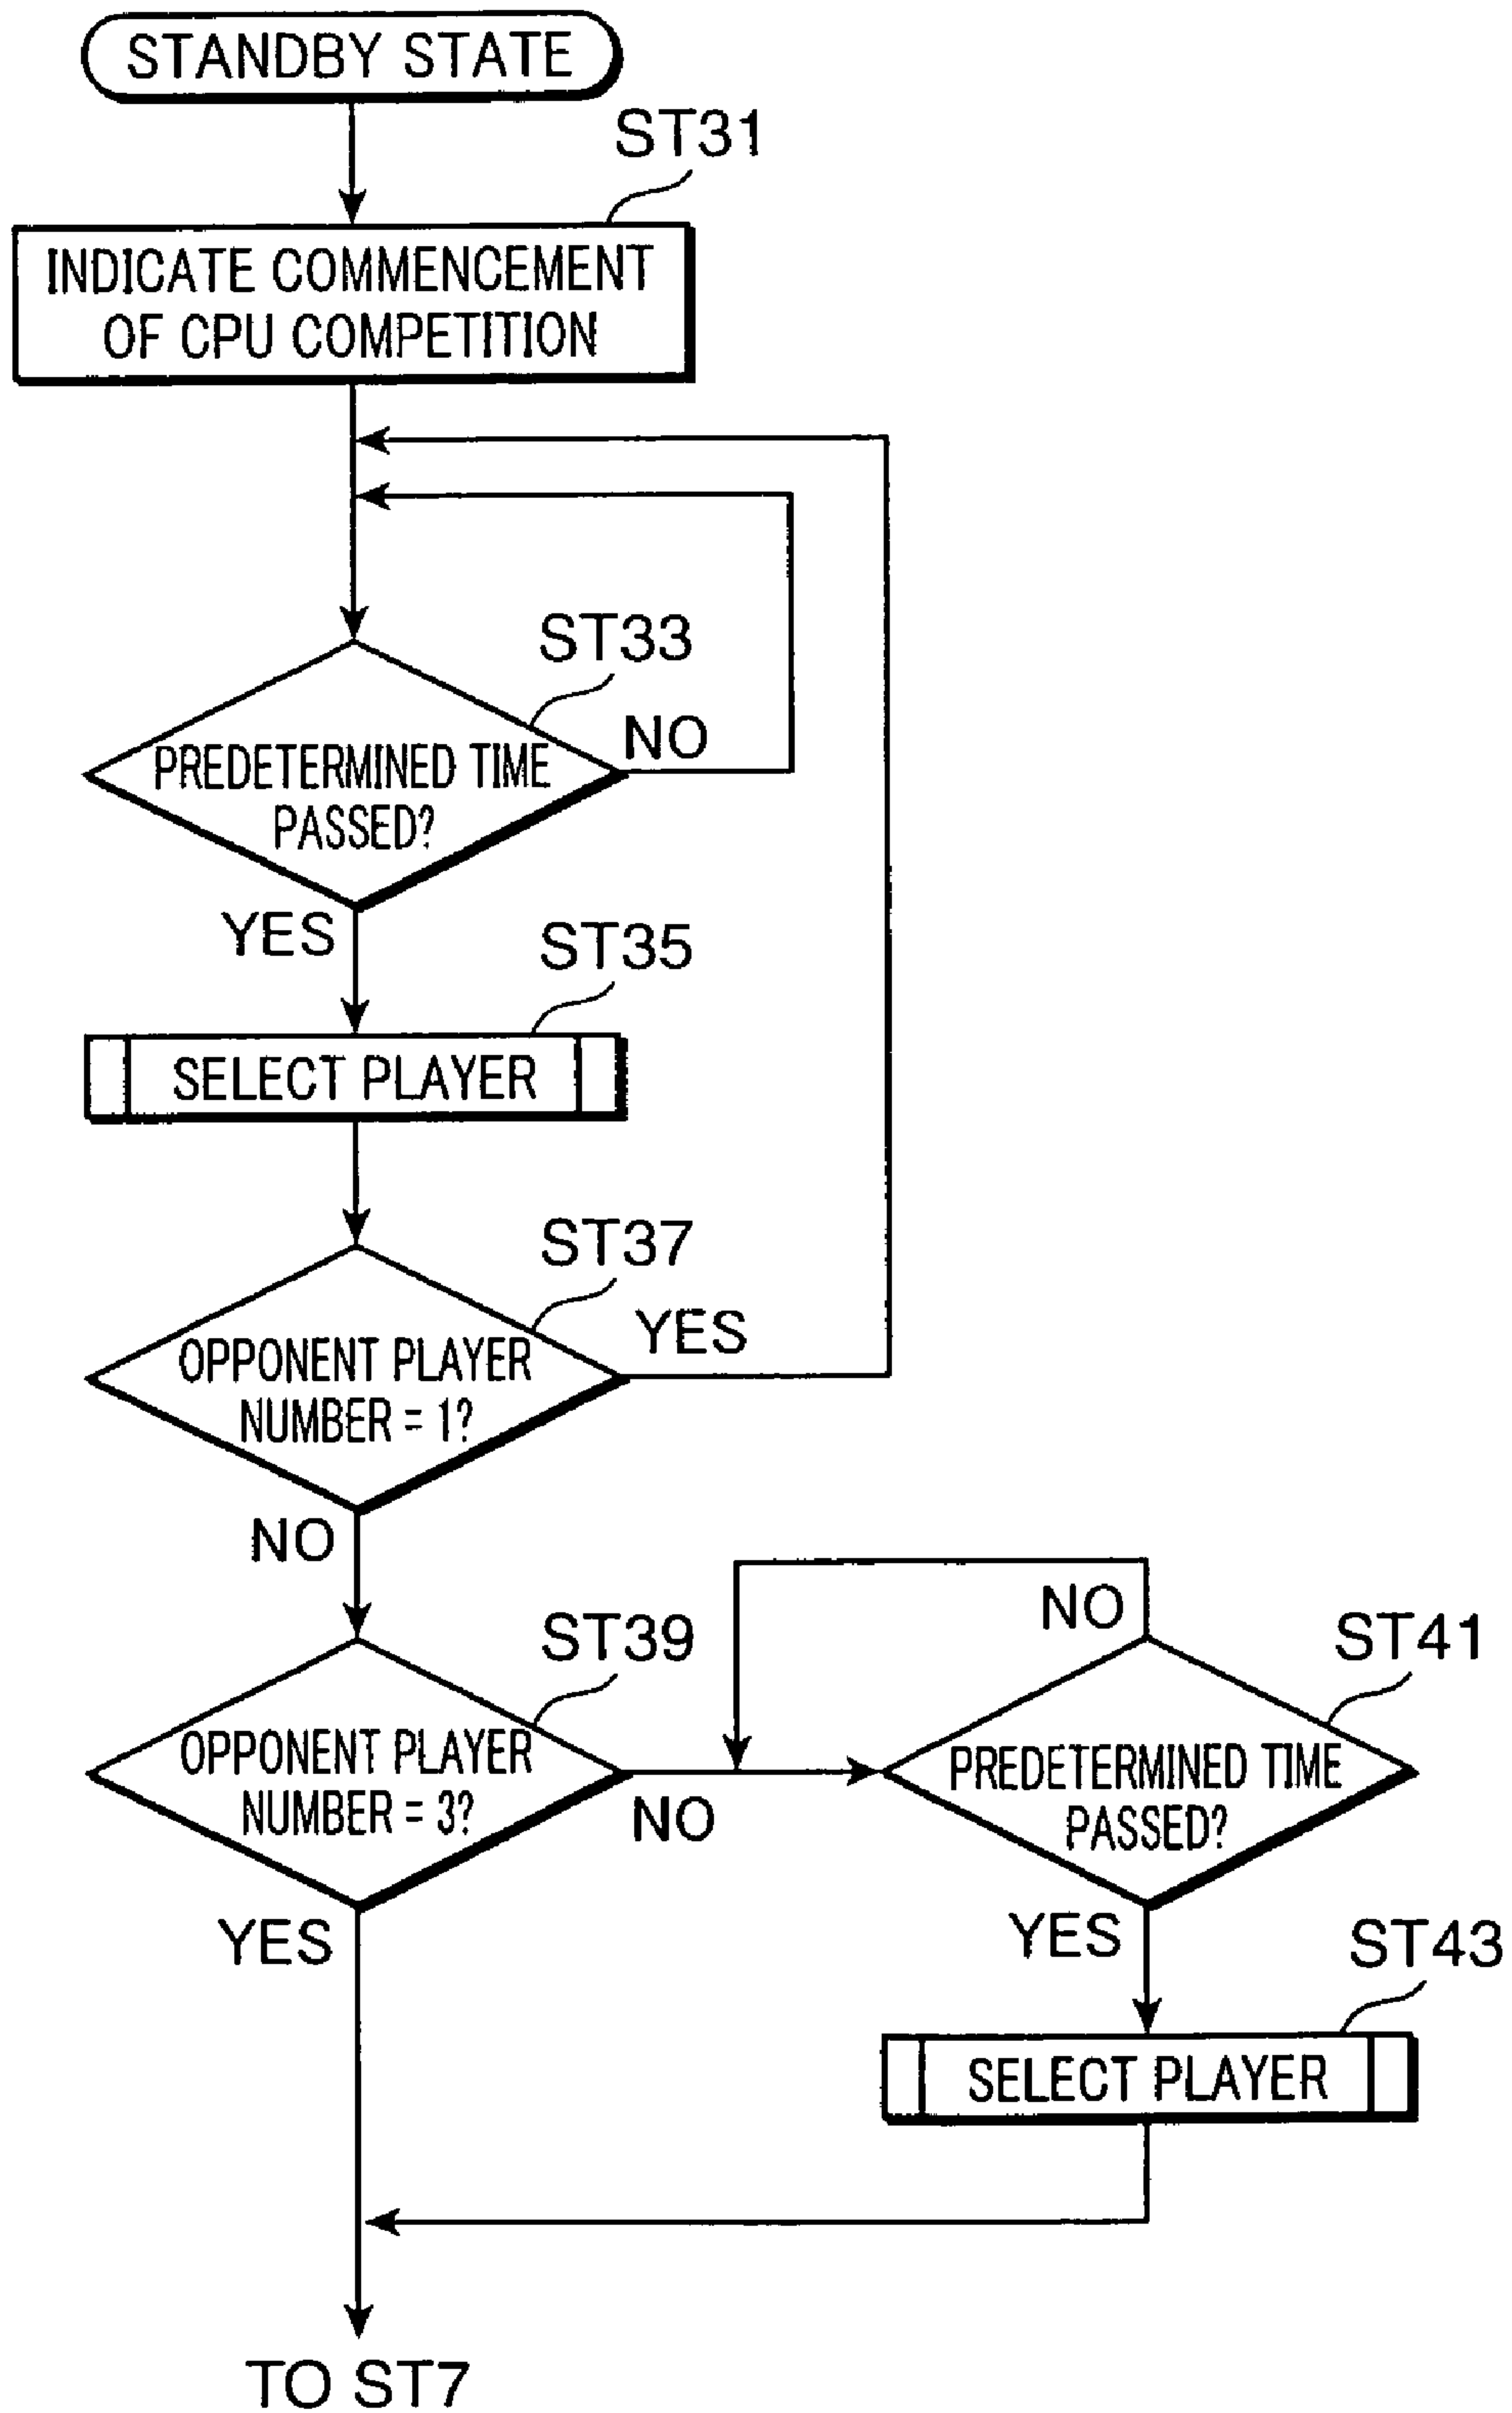 STANDBY STATE
ST31
INDICATE COMMENCEMENT
OF CPU COMPETITION
ST33
NO
PREDETERMINED TIME
PASSED?
YES
ST35
SELECT PLAYER
ST37
YES
OPPONENT PLAYER
NUMBER = 1?
NO
ST39
OPPONENT PLAYER
NUMBER = 3?
NO
YES
NO
ST41
PREDETERMINED TIME
PASSED?
YES
ST43
SELECT PLAYER
TO ST7